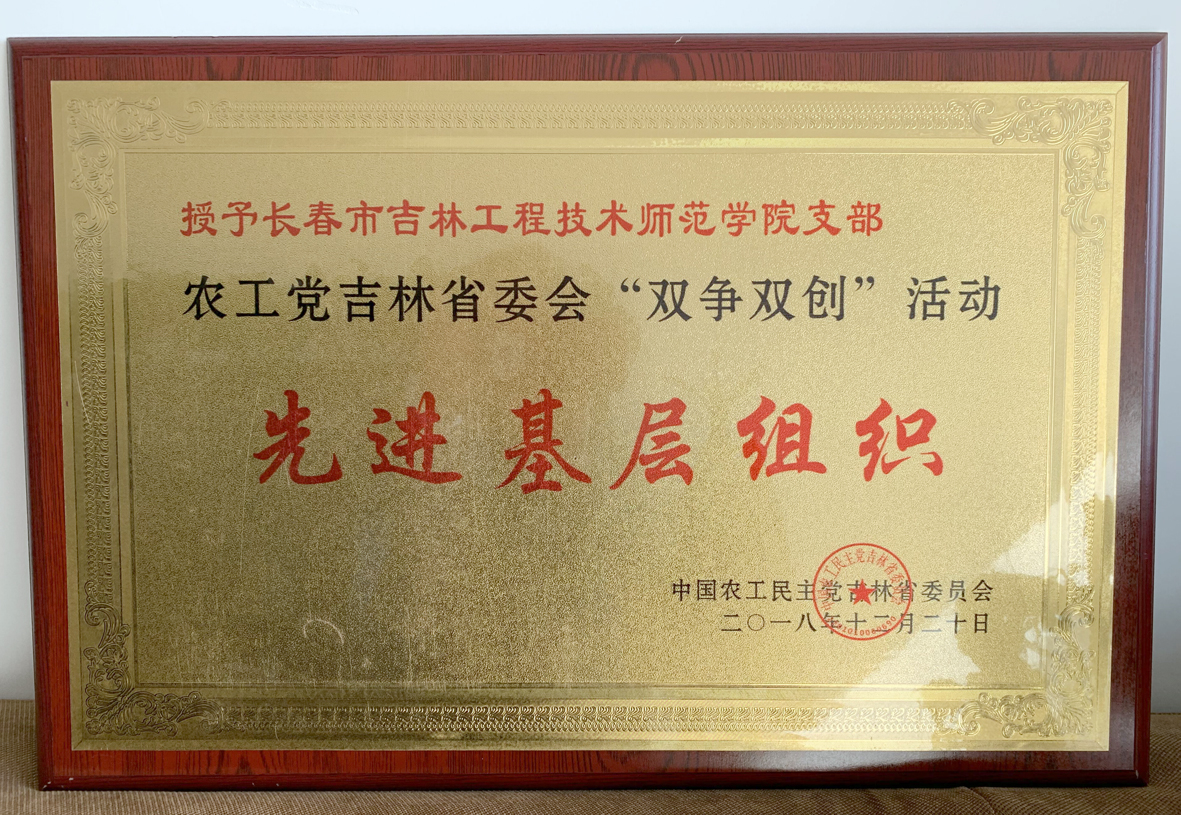 授予长春市吉林工程技术师范学院支部
农工党吉林省委会“双争双创”活动
先进基层组织
中国农工民主党吉林省委员会
二〇一八年十二月二十日